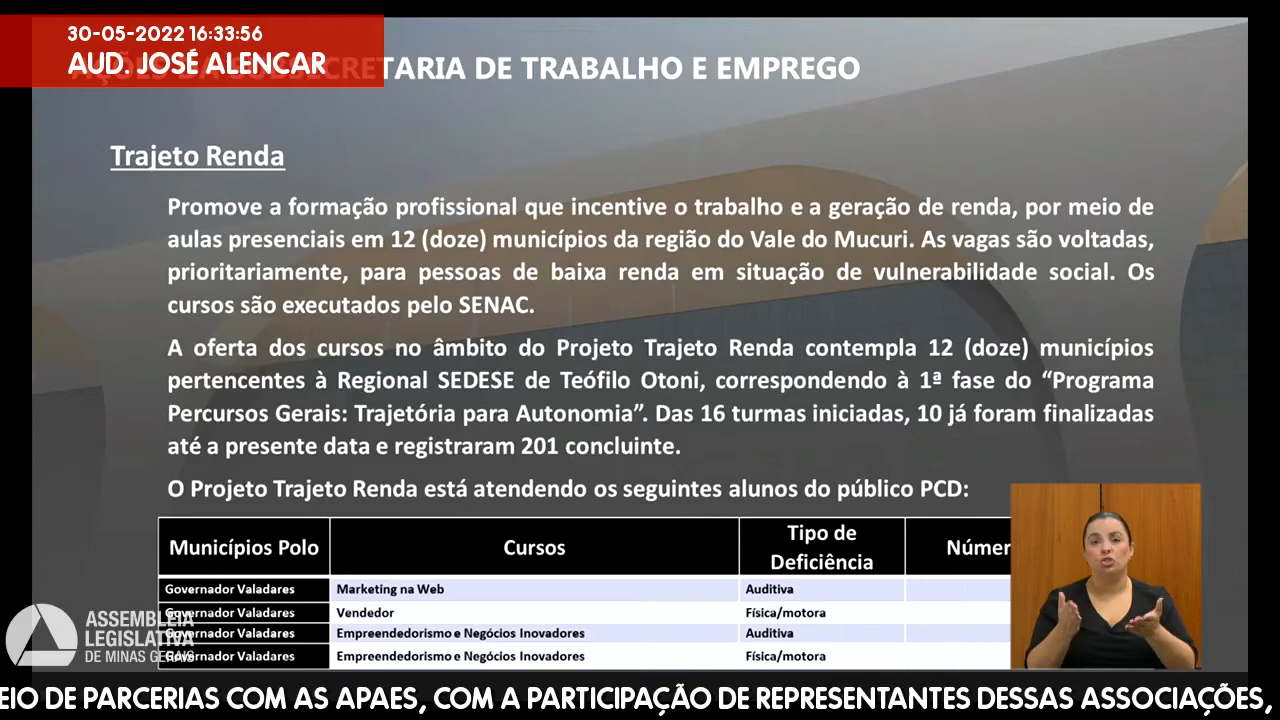 30-05-2022 16:33:56
AUD. JOSÉ ALENCAR
TARIA DE TRABALHO E EMPREGO
Trajeto Renda
Promove a formação profissional que incentive o trabalho e a geração de renda, por meio de
aulas presenciais em 12 (doze) municípios da região do Vale do Mucuri. As vagas são voltadas,
prioritariamente, para pessoas de baixa renda em situação de vulnerabilidade social. Os
cursos são executados pelo SENAC.
A oferta dos cursos no âmbito do Projeto Trajeto Renda contempla 12 (doze) municípios
pertencentes à Regional SEDESE de Teófilo Otoni, correspondendo à 1ª fase do “Programa
Percursos Gerais: Trajetória para Autonomia”. Das 16 turmas iniciadas, 10 já foram finalizadas
até a presente data e registraram 201 concluinte.
O Projeto Trajeto Renda está atendendo os seguintes alunos do público PCD:
Municípios Polo Cursos Tipo de Deficiência Númer
Governador Valadares Marketing na Web Auditiva
Governador Valadares Vendedor Física/motora
Governador Valadares Empreendedorismo e Negócios Inovadores Auditiva
Governador Valadares Empreendedorismo e Negócios Inovadores Física/motora
ASSEMBLEIA
LEGISLATIVA
DE MINAS GERAIS
EIO DE PARCERIAS COM AS APAES, COM A PARTICIPAÇÃO DE REPRESENTANTES DESSAS ASSOCIAÇÕES,